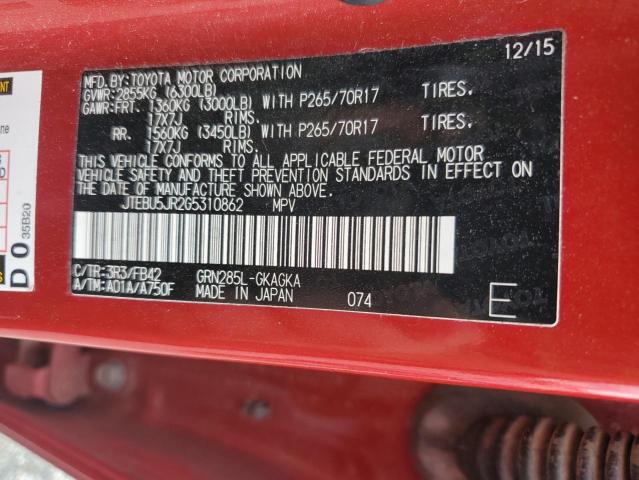 12/15
MFD. BY: TOYOTA MOTOR CORPORATION
GVWR: 2855KG (6300LB)
GAWR: FRT. 1360KG (3000LB) WITH P265/70R17 TIRES,
17X7J RIMS.
RR. 1560KG (3450LB) WITH P265/70R17 TIRES,
17X7J RIMS.
THIS VEHICLE CONFORMS TO ALL APPLICABLE FEDERAL MOTOR
VEHICLE SAFETY AND THEFT PREVENTION STANDARDS IN EFFECT ON
THE DATE OF MANUFACTURE SHOWN ABOVE.
JTEBU5JR2G5310862 MPV
C/TR: 3R3/FB42 GRN285L-GKAGKA
A/TM: A01A/A750F MADE IN JAPAN 074
E
D 0 35B20